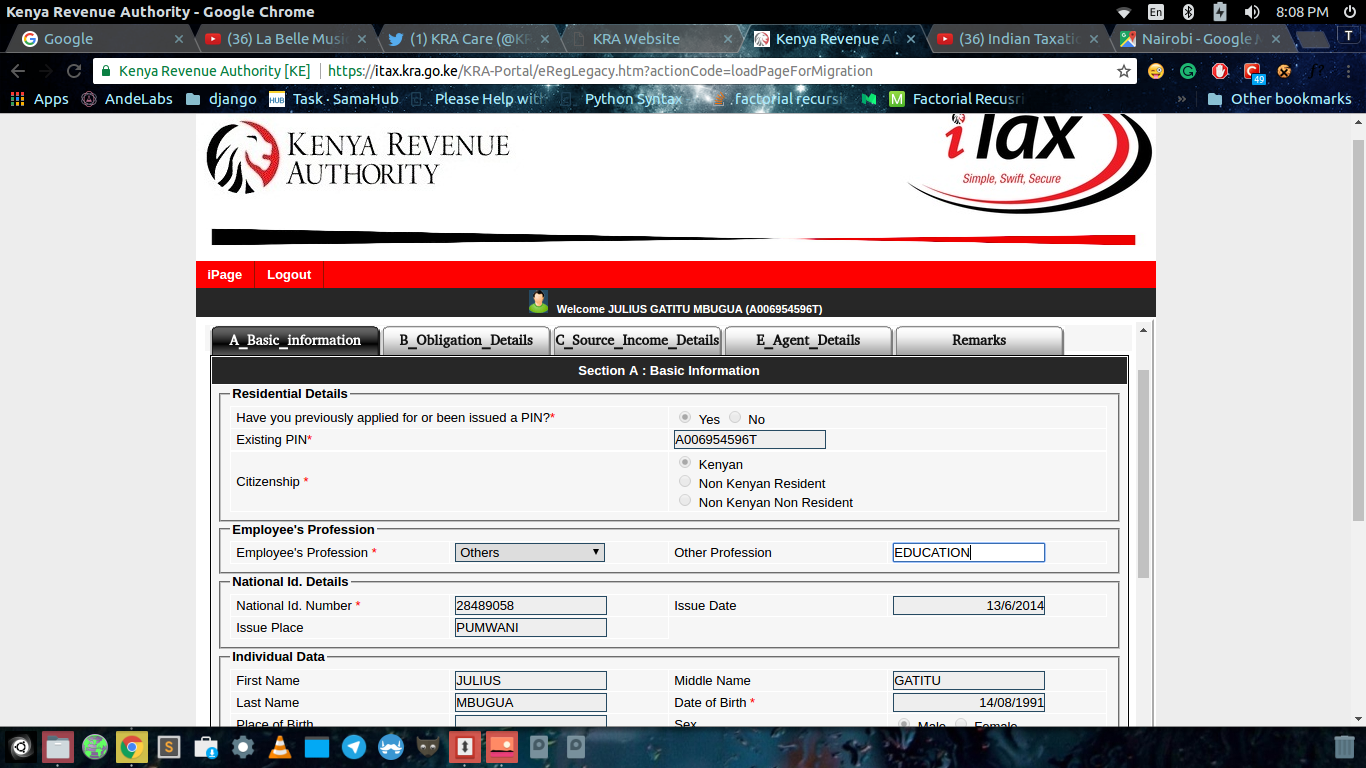 Kenya Revenue Authority - Google Chrome
En
8:08 PM
Google
(36) La Belle Musi
(1) KRA Care (@KR
KRA Website
Kenya Revenue A
(36) Indian Taxati
Nairobi - Google M
T
Kenya Revenue Authority [KE]
https://itax.kra.go.ke/KRA-Portal/eRegLegacy.htm?actionCode=loadPageForMigration
49
f?
Apps
AndeLabs
django
HUB
Task · SamaHub
Please Help with
Python Syntax
factorial recursi
M
Factorial Recusri
»
Other bookmarks
KENYA REVENUE
AUTHORITY
iTax
Simple, Swift, Secure
iPage
Logout
Welcome JULIUS GATITU MBUGUA (A006954596T)
A_Basic_information
B_Obligation_Details
C_Source_Income_Details
E_Agent_Details
Remarks
Section A : Basic Information
Residential Details
Have you previously applied for or been issued a PIN?*
Yes
No
Existing PIN*
A006954596T
Citizenship *
Kenyan
Non Kenyan Resident
Non Kenyan Non Resident
Employee's Profession
Employee's Profession *
Others
Other Profession
EDUCATION
National Id. Details
National Id. Number *
28489058
Issue Date
13/6/2014
Issue Place
PUMWANI
Individual Data
First Name
JULIUS
Middle Name
GATITU
Last Name
MBUGUA
Date of Birth *
14/08/1991
Place of Birth
Sex
Male
Female
S